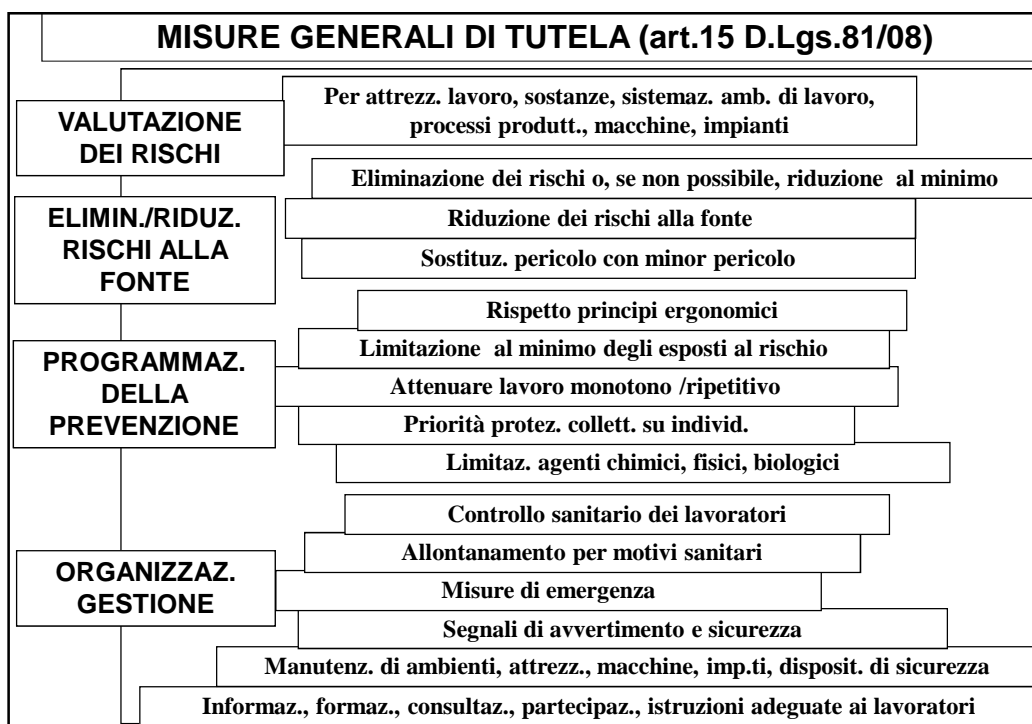 MISURE GENERALI DI TUTELA (art.15 D.Lgs.81/08)
VALUTAZIONE
DEI RISCHI
Per attrezz. lavoro, sostanze, sistemaz. amb. di lavoro,
processi produtt., macchine, impianti
ELIMIN./RIDUZ.
RISCHI ALLA
FONTE
Eliminazione dei rischi o, se non possibile, riduzione al minimo
Riduzione dei rischi alla fonte
Sostituz. pericolo con minor pericolo
PROGRAMMAZ.
DELLA
PREVENZIONE
Rispetto principi ergonomici
Limitazione al minimo degli esposti al rischio
Attenuare lavoro monotono /ripetitivo
Priorità protez. collett. su individ.
Limitaz. agenti chimici, fisici, biologici
ORGANIZZAZ.
GESTIONE
Controllo sanitario dei lavoratori
Allontanamento per motivi sanitari
Misure di emergenza
Segnali di avvertimento e sicurezza
Manutenz. di ambienti, attrezz., macchine, imp.ti, disposit. di sicurezza
Informaz., formaz., consultaz., partecipaz., istruzioni adeguate ai lavoratori